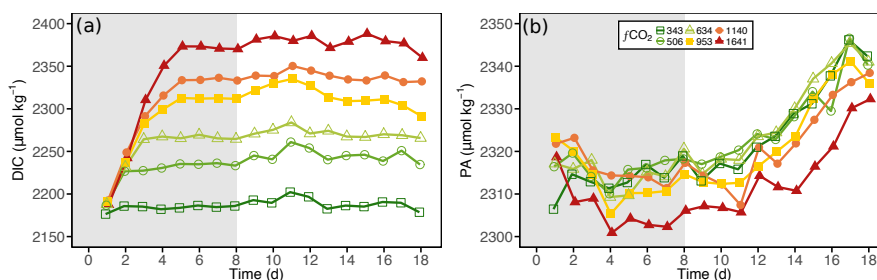 (a)
DIC
(µmol kg⁻¹)
2400
2350
2300
2250
2200
2150
0 2 4 6 8 10 12 14 16 18
Time (d)
(b)
fCO₂ 343 634 1140
506 953 1641
PA
(µmol kg⁻¹)
2350
2340
2330
2320
2310
2300
0 2 4 6 8 10 12 14 16 18
Time (d)